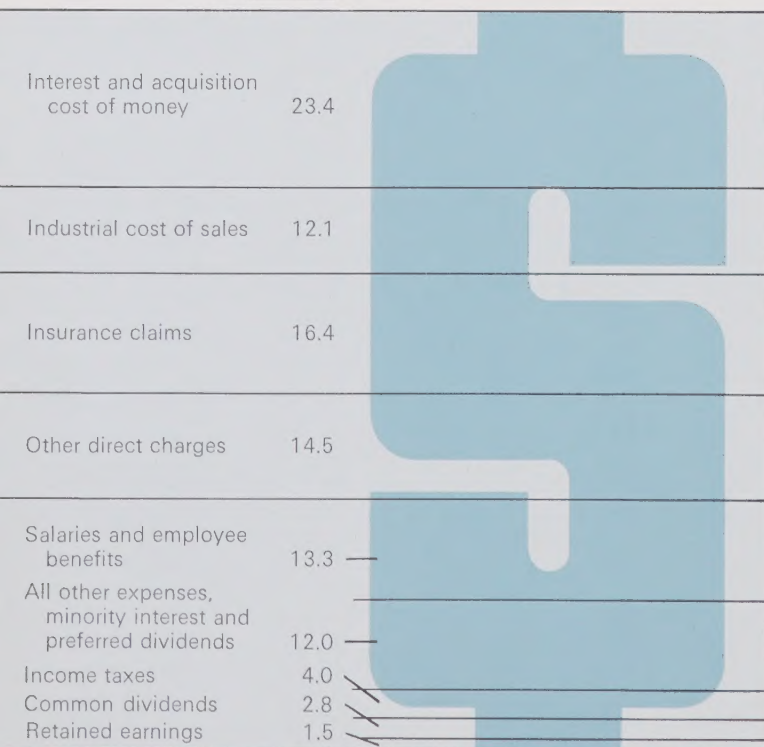 Interest and acquisition
cost of money 23.4
Industrial cost of sales 12.1
Insurance claims 16.4
Other direct charges 14.5
Salaries and employee
benefits 13.3
All other expenses,
minority interest and
preferred dividends 12.0
Income taxes 4.0
Common dividends 2.8
Retained earnings 1.5